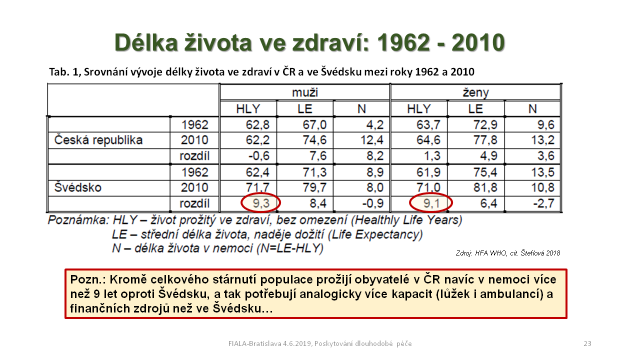 Délka života ve zdraví: 1962 - 2010
Tab. 1, Srovnání vývoje délky života ve zdraví v ČR a ve Švédsku mezi roky 1962 a 2010
muži ženy
HLY LE N HLY LE N
1962 62,8 67,0 4,2 63,7 72,9 9,6
Česká republika 2010 62,2 74,6 12,4 64,6 77,8 13,2
rozdíl -0,6 7,6 8,2 1,3 4,9 3,6
1962 62,4 71,3 8,9 61,9 75,4 13,5
Švédsko 2010 71,7 79,7 8,0 71,0 81,8 10,8
rozdíl 9,3 8,4 -0,9 9,1 6,4 -2,7
Poznámka: HLY – život prožitý ve zdraví, bez omezení (Healthly Life Years)
LE – střední délka života, naděje dožití (Life Expectancy)
N – délka života v nemoci (N=LE-HLY)
Zdroj: HFA WHO, cit. Šteflová 2018
Pozn.: Kromě celkového stárnutí populace prožijí obyvatelé v ČR navíc v nemoci více
než 9 let oproti Švédsku, a tak potřebují analogicky více kapacit (lůžek i ambulancí) a
finančních zdrojů než ve Švédsku…
FIALA-Bratislava 4.6.2019, Poskytování dlouhodobé péče
23